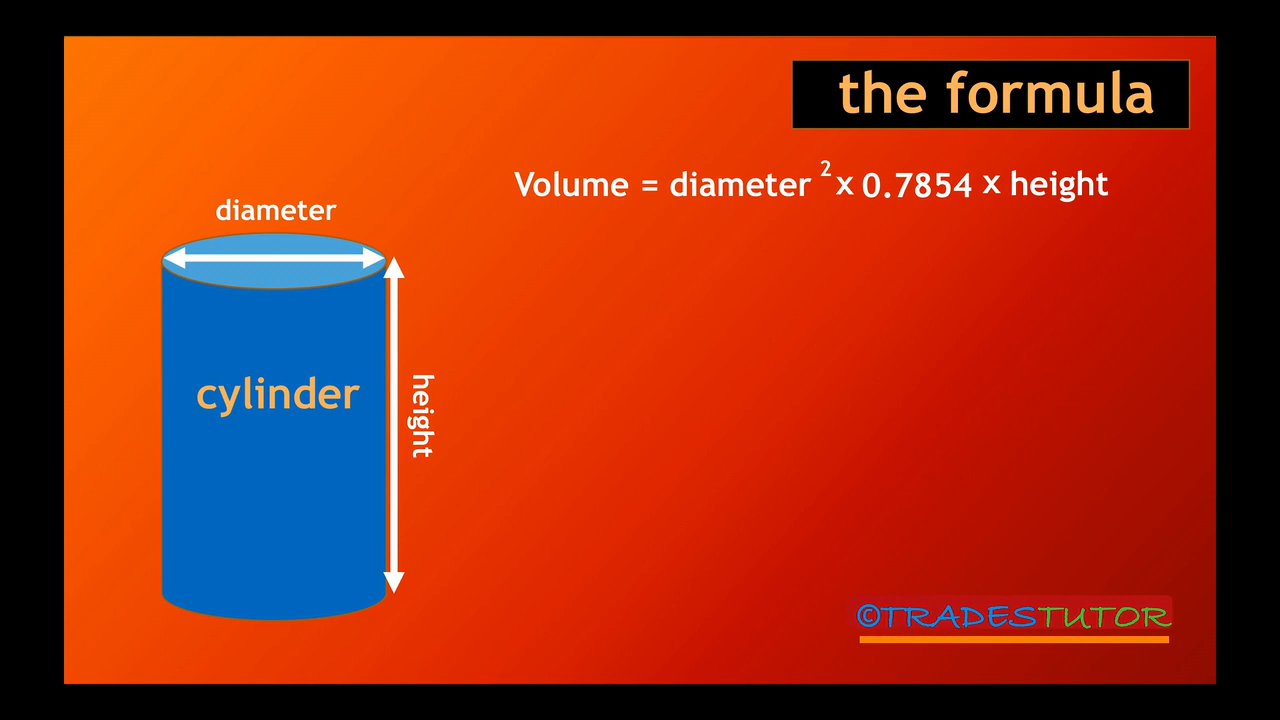 the formula
Volume = diameter ² x 0.7854 x height
diameter
cylinder
height
©TRADESTUTOR